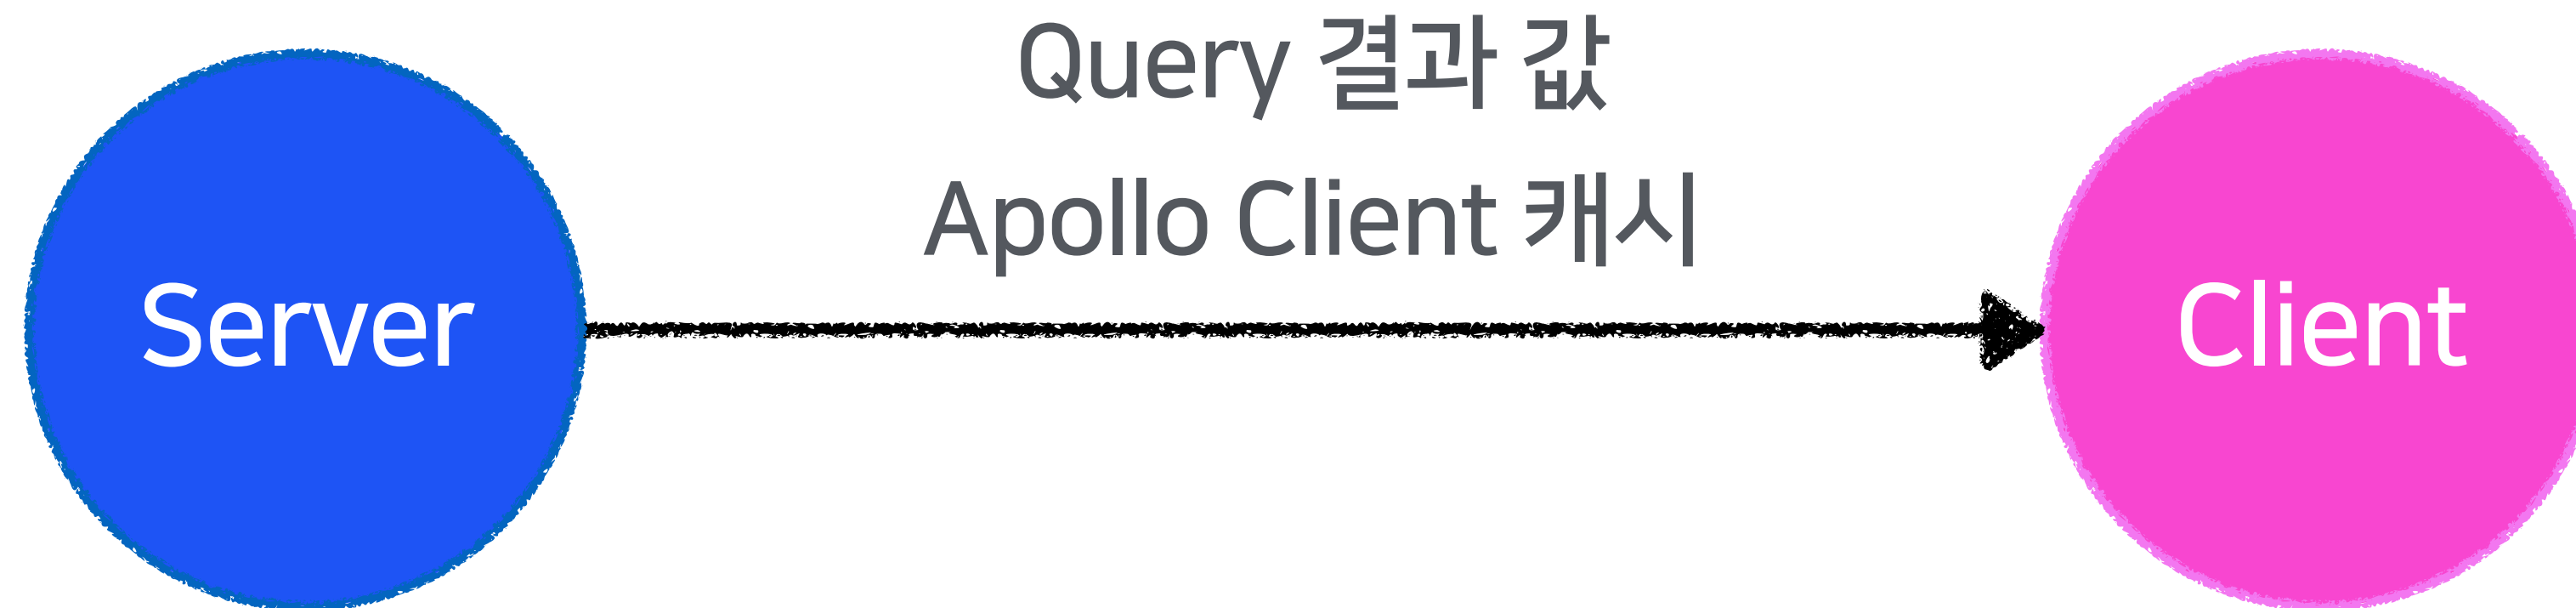 Query 결과 값
Apollo Client 캐시
Server
Client